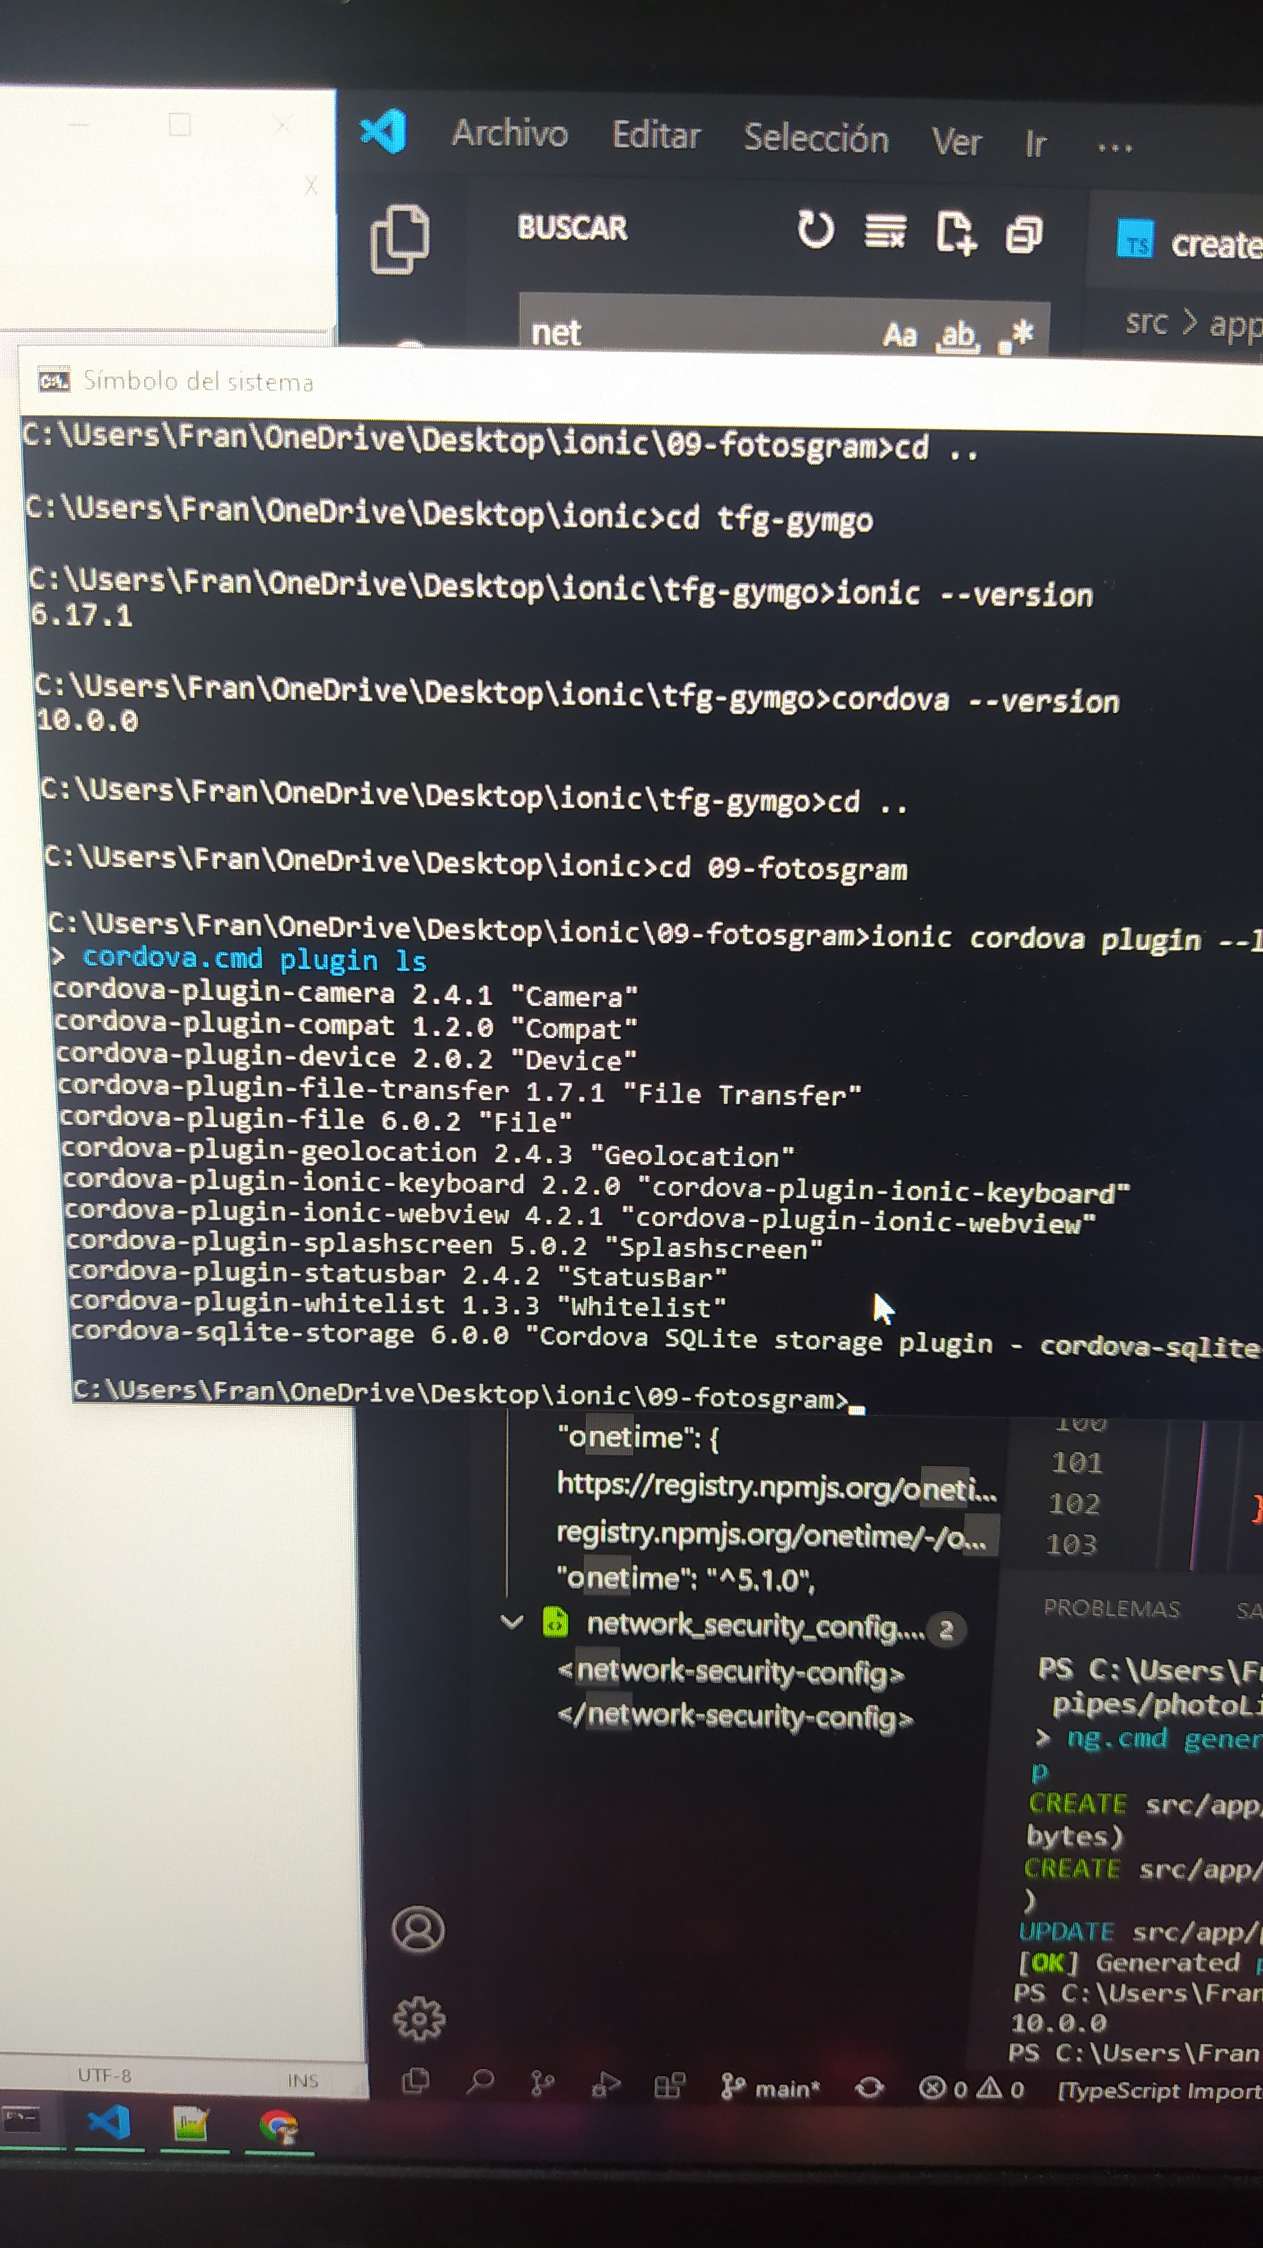 Archivo Editar Selección Ver Ir ...
X
BUSCAR
TS create
net Aa ab .*
src > app
C:\. Símbolo del sistema
C:\Users\Fran\OneDrive\Desktop\ionic\09-fotosgram>cd ..
C:\Users\Fran\OneDrive\Desktop\ionic>cd tfg-gymgo
C:\Users\Fran\OneDrive\Desktop\ionic\tfg-gymgo>ionic --version
6.17.1
C:\Users\Fran\OneDrive\Desktop\ionic\tfg-gymgo>cordova --version
10.0.0
C:\Users\Fran\OneDrive\Desktop\ionic\tfg-gymgo>cd ..
C:\Users\Fran\OneDrive\Desktop\ionic>cd 09-fotosgram
C:\Users\Fran\OneDrive\Desktop\ionic\09-fotosgram>ionic cordova plugin --l
> cordova.cmd plugin ls
cordova-plugin-camera 2.4.1 "Camera"
cordova-plugin-compat 1.2.0 "Compat"
cordova-plugin-device 2.0.2 "Device"
cordova-plugin-file-transfer 1.7.1 "File Transfer"
cordova-plugin-file 6.0.2 "File"
cordova-plugin-geolocation 2.4.3 "Geolocation"
cordova-plugin-ionic-keyboard 2.2.0 "cordova-plugin-ionic-keyboard"
cordova-plugin-ionic-webview 4.2.1 "cordova-plugin-ionic-webview"
cordova-plugin-splashscreen 5.0.2 "Splashscreen"
cordova-plugin-statusbar 2.4.2 "StatusBar"
cordova-plugin-whitelist 1.3.3 "Whitelist"
cordova-sqlite-storage 6.0.0 "Cordova SQLite storage plugin - cordova-sqlite
C:\Users\Fran\OneDrive\Desktop\ionic\09-fotosgram>
"onetime": {
https://registry.npmjs.org/oneti...
registry.npmjs.org/onetime/-/o...
"onetime": "^5.1.0",
network_security_config.... 2
<network-security-config>
</network-security-config>
100
101
102 }
103
PROBLEMAS SA
PS C:\Users\Fr
pipes/photoLi
> ng.cmd gener
p
CREATE src/app/
bytes)
CREATE src/app/
)
UPDATE src/app/
[OK] Generated p
PS C:\Users\Fran
10.0.0
PS C:\Users\Fran
UTF-8 INS
main* 0 0 [TypeScript Import